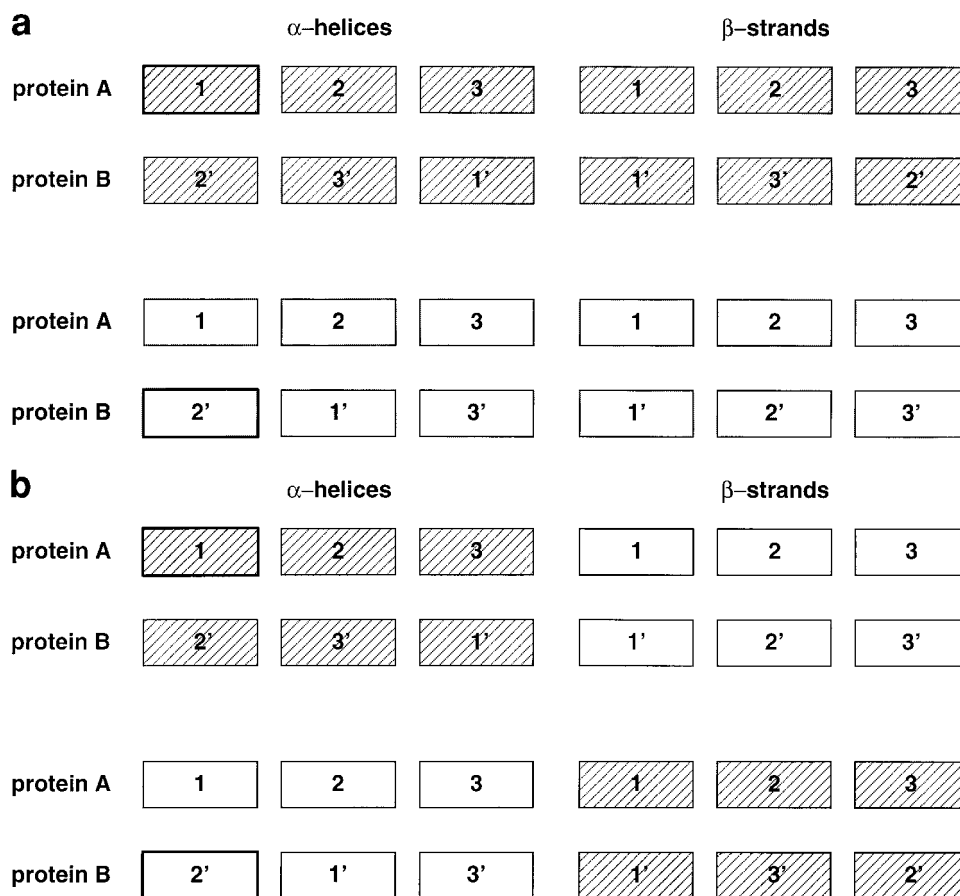 a
α–helices β–strands
protein A 1 2 3 1 2 3
protein B 2' 3' 1' 1' 3' 2'
protein A 1 2 3 1 2 3
protein B 2' 1' 3' 1' 2' 3'
b
α–helices β–strands
protein A 1 2 3 1 2 3
protein B 2' 3' 1' 1' 2' 3'
protein A 1 2 3 1 2 3
protein B 2' 1' 3' 1' 3' 2'